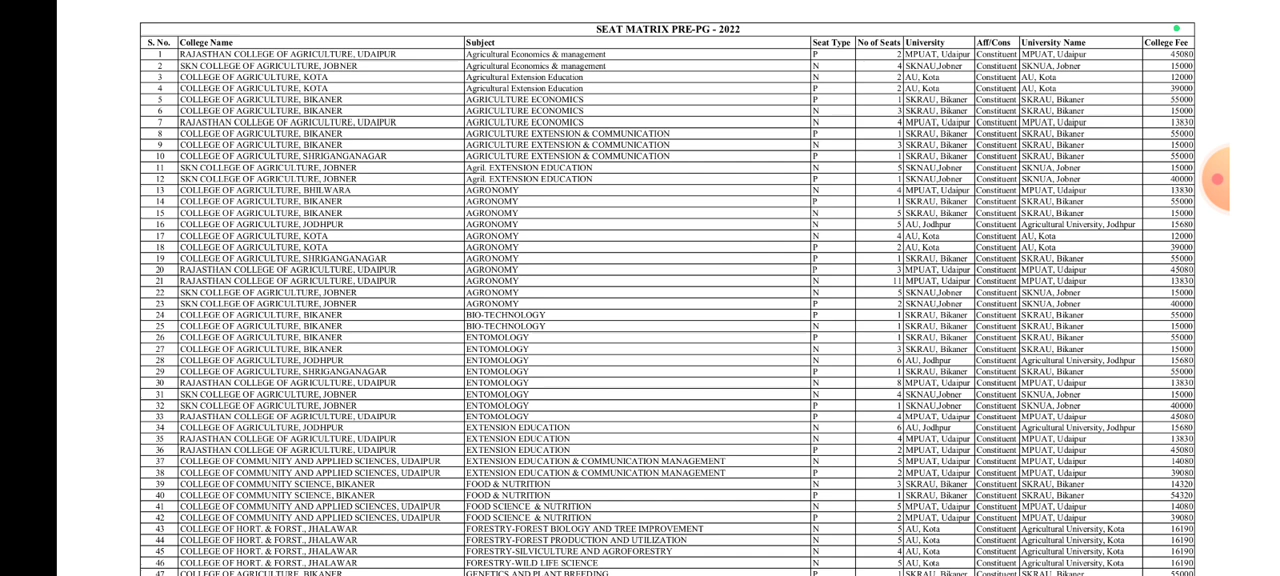 SEAT MATRIX PRE-PG - 2022
S. No. College Name Subject Seat Type No of Seats University Aff/Cons University Name College Fee
1 RAJASTHAN COLLEGE OF AGRICULTURE, UDAIPUR Agricultural Economics & management P 2 MPUAT, Udaipur Constituent MPUAT, Udaipur 45080
2 SKN COLLEGE OF AGRICULTURE, JOBNER Agricultural Economics & management N 4 SKNAU,Jobner Constituent SKNUA, Jobner 15000
3 COLLEGE OF AGRICULTURE, KOTA Agricultural Extension Education N 2 AU, Kota Constituent AU, Kota 12000
4 COLLEGE OF AGRICULTURE, KOTA Agricultural Extension Education P 2 AU, Kota Constituent AU, Kota 39000
5 COLLEGE OF AGRICULTURE, BIKANER AGRICULTURE ECONOMICS P 1 SKRAU, Bikaner Constituent SKRAU, Bikaner 55000
6 COLLEGE OF AGRICULTURE, BIKANER AGRICULTURE ECONOMICS N 3 SKRAU, Bikaner Constituent SKRAU, Bikaner 15000
7 RAJASTHAN COLLEGE OF AGRICULTURE, UDAIPUR AGRICULTURE ECONOMICS N 4 MPUAT, Udaipur Constituent MPUAT, Udaipur 13830
8 COLLEGE OF AGRICULTURE, BIKANER AGRICULTURE EXTENSION & COMMUNICATION P 1 SKRAU, Bikaner Constituent SKRAU, Bikaner 55000
9 COLLEGE OF AGRICULTURE, BIKANER AGRICULTURE EXTENSION & COMMUNICATION N 3 SKRAU, Bikaner Constituent SKRAU, Bikaner 15000
10 COLLEGE OF AGRICULTURE, SHRIGANGANAGAR AGRICULTURE EXTENSION & COMMUNICATION P 1 SKRAU, Bikaner Constituent SKRAU, Bikaner 55000
11 SKN COLLEGE OF AGRICULTURE, JOBNER Agril. EXTENSION EDUCATION N 5 SKNAU,Jobner Constituent SKNUA, Jobner 15000
12 SKN COLLEGE OF AGRICULTURE, JOBNER Agril. EXTENSION EDUCATION P 1 SKNAU,Jobner Constituent SKNUA, Jobner 40000
13 COLLEGE OF AGRICULTURE, BHILWARA AGRONOMY N 4 MPUAT, Udaipur Constituent MPUAT, Udaipur 13830
14 COLLEGE OF AGRICULTURE, BIKANER AGRONOMY P 1 SKRAU, Bikaner Constituent SKRAU, Bikaner 55000
15 COLLEGE OF AGRICULTURE, BIKANER AGRONOMY N 5 SKRAU, Bikaner Constituent SKRAU, Bikaner 15000
16 COLLEGE OF AGRICULTURE, JODHPUR AGRONOMY N 5 AU, Jodhpur Constituent Agricultural University, Jodhpur 15680
17 COLLEGE OF AGRICULTURE, KOTA AGRONOMY N 4 AU, Kota Constituent AU, Kota 12000
18 COLLEGE OF AGRICULTURE, KOTA AGRONOMY P 2 AU, Kota Constituent AU, Kota 39000
19 COLLEGE OF AGRICULTURE, SHRIGANGANAGAR AGRONOMY P 1 SKRAU, Bikaner Constituent SKRAU, Bikaner 55000
20 RAJASTHAN COLLEGE OF AGRICULTURE, UDAIPUR AGRONOMY P 3 MPUAT, Udaipur Constituent MPUAT, Udaipur 45080
21 RAJASTHAN COLLEGE OF AGRICULTURE, UDAIPUR AGRONOMY N 11 MPUAT, Udaipur Constituent MPUAT, Udaipur 13830
22 SKN COLLEGE OF AGRICULTURE, JOBNER AGRONOMY N 5 SKNAU,Jobner Constituent SKNUA, Jobner 15000
23 SKN COLLEGE OF AGRICULTURE, JOBNER AGRONOMY P 2 SKNAU,Jobner Constituent SKNUA, Jobner 40000
24 COLLEGE OF AGRICULTURE, BIKANER BIO-TECHNOLOGY P 1 SKRAU, Bikaner Constituent SKRAU, Bikaner 55000
25 COLLEGE OF AGRICULTURE, BIKANER BIO-TECHNOLOGY N 1 SKRAU, Bikaner Constituent SKRAU, Bikaner 15000
26 COLLEGE OF AGRICULTURE, BIKANER ENTOMOLOGY P 1 SKRAU, Bikaner Constituent SKRAU, Bikaner 55000
27 COLLEGE OF AGRICULTURE, BIKANER ENTOMOLOGY N 3 SKRAU, Bikaner Constituent SKRAU, Bikaner 15000
28 COLLEGE OF AGRICULTURE, JODHPUR ENTOMOLOGY N 6 AU, Jodhpur Constituent Agricultural University, Jodhpur 15680
29 COLLEGE OF AGRICULTURE, SHRIGANGANAGAR ENTOMOLOGY P 1 SKRAU, Bikaner Constituent SKRAU, Bikaner 55000
30 RAJASTHAN COLLEGE OF AGRICULTURE, UDAIPUR ENTOMOLOGY N 8 MPUAT, Udaipur Constituent MPUAT, Udaipur 13830
31 SKN COLLEGE OF AGRICULTURE, JOBNER ENTOMOLOGY N 4 SKNAU,Jobner Constituent SKNUA, Jobner 15000
32 SKN COLLEGE OF AGRICULTURE, JOBNER ENTOMOLOGY P 1 SKNAU,Jobner Constituent SKNUA, Jobner 40000
33 RAJASTHAN COLLEGE OF AGRICULTURE, UDAIPUR ENTOMOLOGY P 4 MPUAT, Udaipur Constituent MPUAT, Udaipur 45080
34 COLLEGE OF AGRICULTURE, JODHPUR EXTENSION EDUCATION N 6 AU, Jodhpur Constituent Agricultural University, Jodhpur 15680
35 RAJASTHAN COLLEGE OF AGRICULTURE, UDAIPUR EXTENSION EDUCATION N 4 MPUAT, Udaipur Constituent MPUAT, Udaipur 13830
36 RAJASTHAN COLLEGE OF AGRICULTURE, UDAIPUR EXTENSION EDUCATION P 2 MPUAT, Udaipur Constituent MPUAT, Udaipur 45080
37 COLLEGE OF COMMUNITY AND APPLIED SCIENCES, UDAIPUR EXTENSION EDUCATION & COMMUNICATION MANAGEMENT N 5 MPUAT, Udaipur Constituent MPUAT, Udaipur 14080
38 COLLEGE OF COMMUNITY AND APPLIED SCIENCES, UDAIPUR EXTENSION EDUCATION & COMMUNICATION MANAGEMENT P 2 MPUAT, Udaipur Constituent MPUAT, Udaipur 39080
39 COLLEGE OF COMMUNITY SCIENCE, BIKANER FOOD & NUTRITION N 3 SKRAU, Bikaner Constituent SKRAU, Bikaner 14320
40 COLLEGE OF COMMUNITY SCIENCE, BIKANER FOOD & NUTRITION P 1 SKRAU, Bikaner Constituent SKRAU, Bikaner 54320
41 COLLEGE OF COMMUNITY AND APPLIED SCIENCES, UDAIPUR FOOD SCIENCE & NUTRITION N 5 MPUAT, Udaipur Constituent MPUAT, Udaipur 14080
42 COLLEGE OF COMMUNITY AND APPLIED SCIENCES, UDAIPUR FOOD SCIENCE & NUTRITION P 2 MPUAT, Udaipur Constituent MPUAT, Udaipur 39080
43 COLLEGE OF HORT. & FORST., JHALAWAR FORESTRY-FOREST BIOLOGY AND TREE IMPROVEMENT N 5 AU, Kota Constituent Agricultural University, Kota 16190
44 COLLEGE OF HORT. & FORST., JHALAWAR FORESTRY-FOREST PRODUCTION AND UTILIZATION N 5 AU, Kota Constituent Agricultural University, Kota 16190
45 COLLEGE OF HORT. & FORST., JHALAWAR FORESTRY-SILVICULTURE AND AGROFORESTRY N 4 AU, Kota Constituent Agricultural University, Kota 16190
46 COLLEGE OF HORT. & FORST., JHALAWAR FORESTRY-WILD LIFE SCIENCE N 5 AU, Kota Constituent Agricultural University, Kota 16190
47 COLLEGE OF AGRICULTURE, BIKANER GENETICS AND PLANT BREEDING P 1 SKRAU, Bikaner Constituent SKRAU, Bikaner 55000